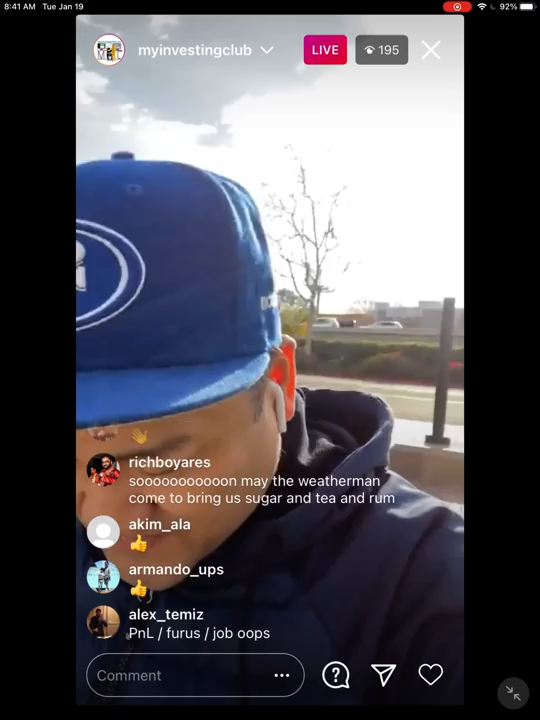 8:41 AM Tue Jan 19
92%
myinvestingclub
LIVE
195
richboyares
sooooooooooon may the weatherman
come to bring us sugar and tea and rum
akim_ala
armando_ups
alex_temiz
PnL / furus / job oops
Comment